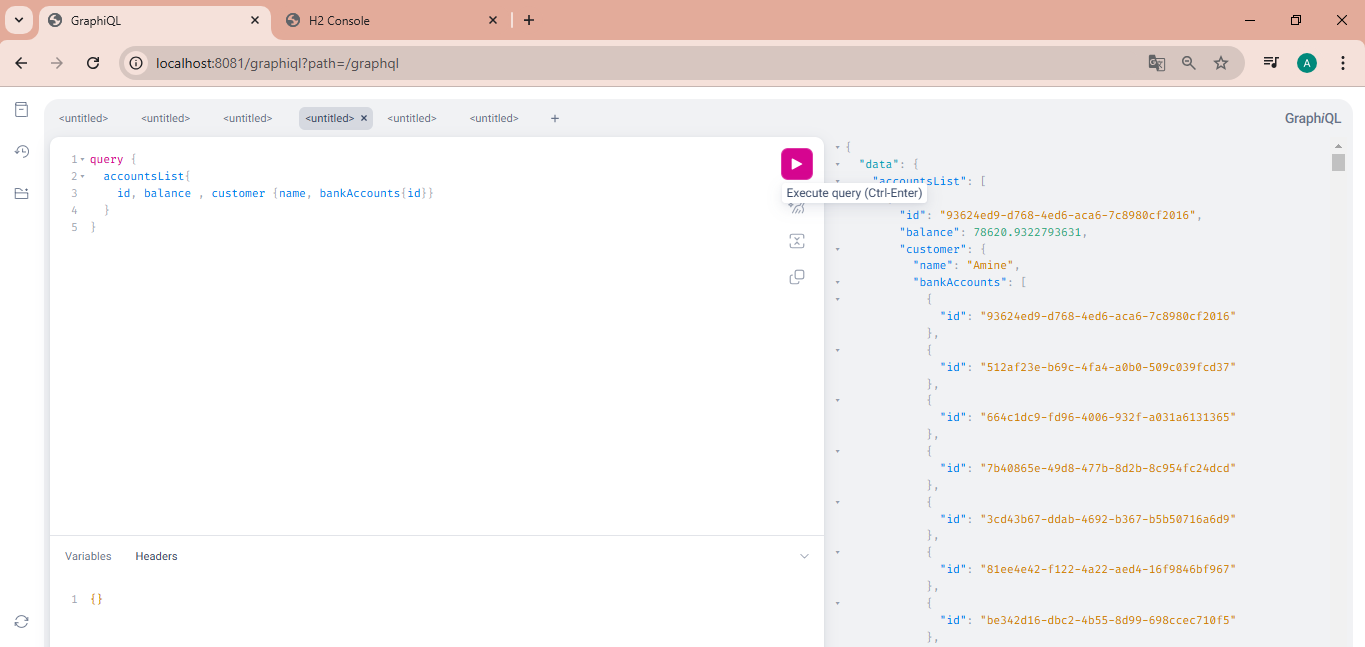 GraphiQL
H2 Console
localhost:8081/graphiql?path=/graphql
A
<untitled> <untitled> <untitled> <untitled> <untitled> <untitled>
GraphiQL
1 query {
2 accountsList{
3 id, balance , customer {name, bankAccounts{id}}
4 }
5 }
Execute query (Ctrl-Enter)
Variables Headers
1 {}
{
"data": {
"accountsList": [
"id": "93624ed9-d768-4ed6-aca6-7c8980cf2016",
"balance": 78620.9322793631,
"customer": {
"name": "Amine",
"bankAccounts": [
{
"id": "93624ed9-d768-4ed6-aca6-7c8980cf2016"
},
{
"id": "512af23e-b69c-4fa4-a0b0-509c039fcd37"
},
{
"id": "664c1dc9-fd96-4006-932f-a031a6131365"
},
{
"id": "7b40865e-49d8-477b-8d2b-8c954fc24dcd"
},
{
"id": "3cd43b67-ddab-4692-b367-b5b50716a6d9"
},
{
"id": "81ee4e42-f122-4a22-aed4-16f9846bf967"
},
{
"id": "be342d16-dbc2-4b55-8d99-698ccec710f5"
},